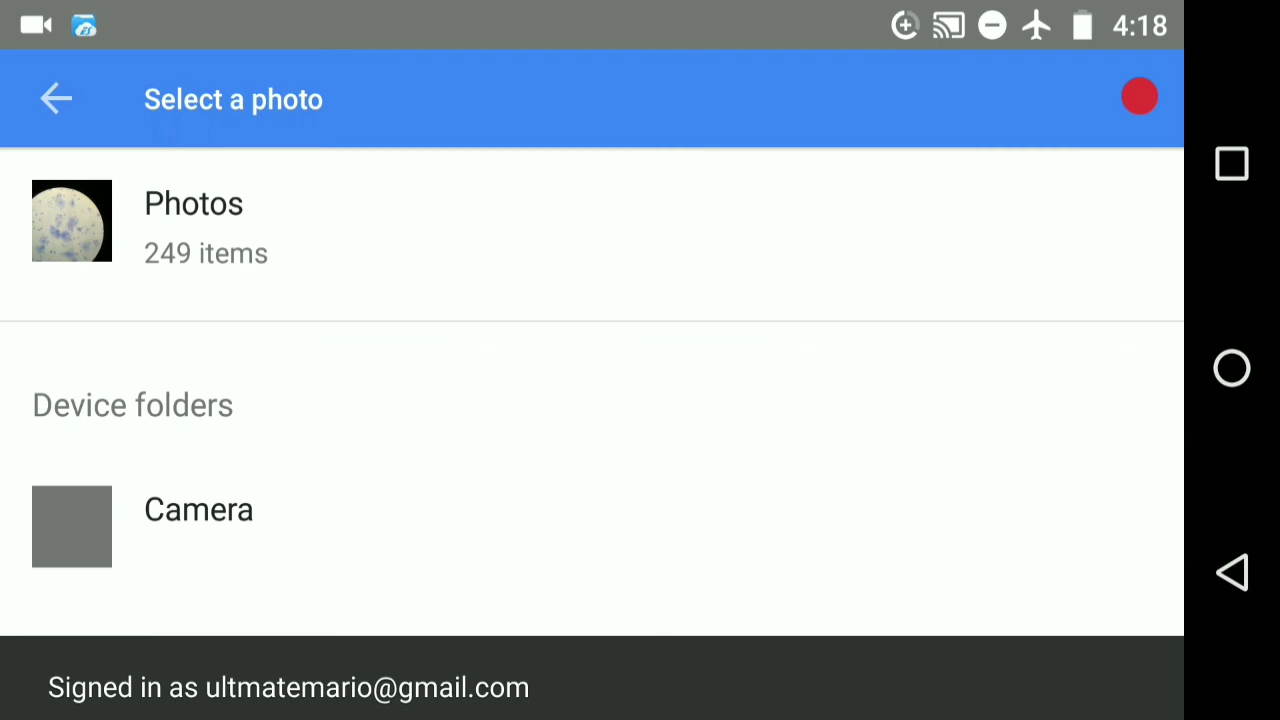 4:18
Select a photo
Photos
249 items
Device folders
Camera
Signed in as ultmatemario@gmail.com